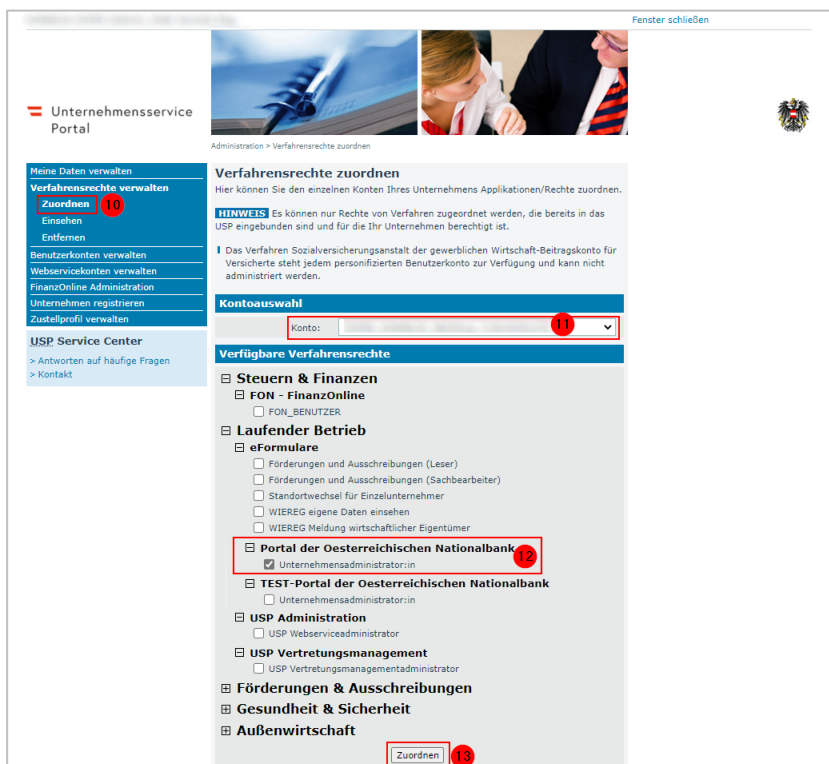 Fenster schließen
Unternehmensservice
Portal
Administration > Verfahrensrechte zuordnen
Meine Daten verwalten
Verfahrensrechte verwalten
Zuordnen 10
Einsehen
Entfernen
Benutzerkonten verwalten
Webservicekonten verwalten
FinanzOnline Administration
Unternehmen registrieren
Zustellprofil verwalten
USP Service Center
> Antworten auf häufige Fragen
> Kontakt
Verfahrensrechte zuordnen
Hier können Sie den einzelnen Konten Ihres Unternehmens Applikationen/Rechte zuordnen.
HINWEIS Es können nur Rechte von Verfahren zugeordnet werden, die bereits in das
USP eingebunden sind und für die Ihr Unternehmen berechtigt ist.
Das Verfahren Sozialversicherungsanstalt der gewerblichen Wirtschaft-Beitragskonto für
Versicherte steht jedem personifizierten Benutzerkonto zur Verfügung und kann nicht
administriert werden.
Kontoauswahl
Konto: 11
Verfügbare Verfahrensrechte
Steuern & Finanzen
FON - FinanzOnline
FON_BENUTZER
Laufender Betrieb
eFormulare
Förderungen und Ausschreibungen (Leser)
Förderungen und Ausschreibungen (Sachbearbeiter)
Standortwechsel für Einzelunternehmer
WIEREG eigene Daten einsehen
WIEREG Meldung wirtschaftlicher Eigentümer
Portal der Oesterreichischen Nationalbank 12
Unternehmensadministrator:in
TEST-Portal der Oesterreichischen Nationalbank
Unternehmensadministrator:in
USP Administration
USP Webserviceadministrator
USP Vertretungsmanagement
USP Vertretungsmanagementadministrator
Förderungen & Ausschreibungen
Gesundheit & Sicherheit
Außenwirtschaft
Zuordnen 13